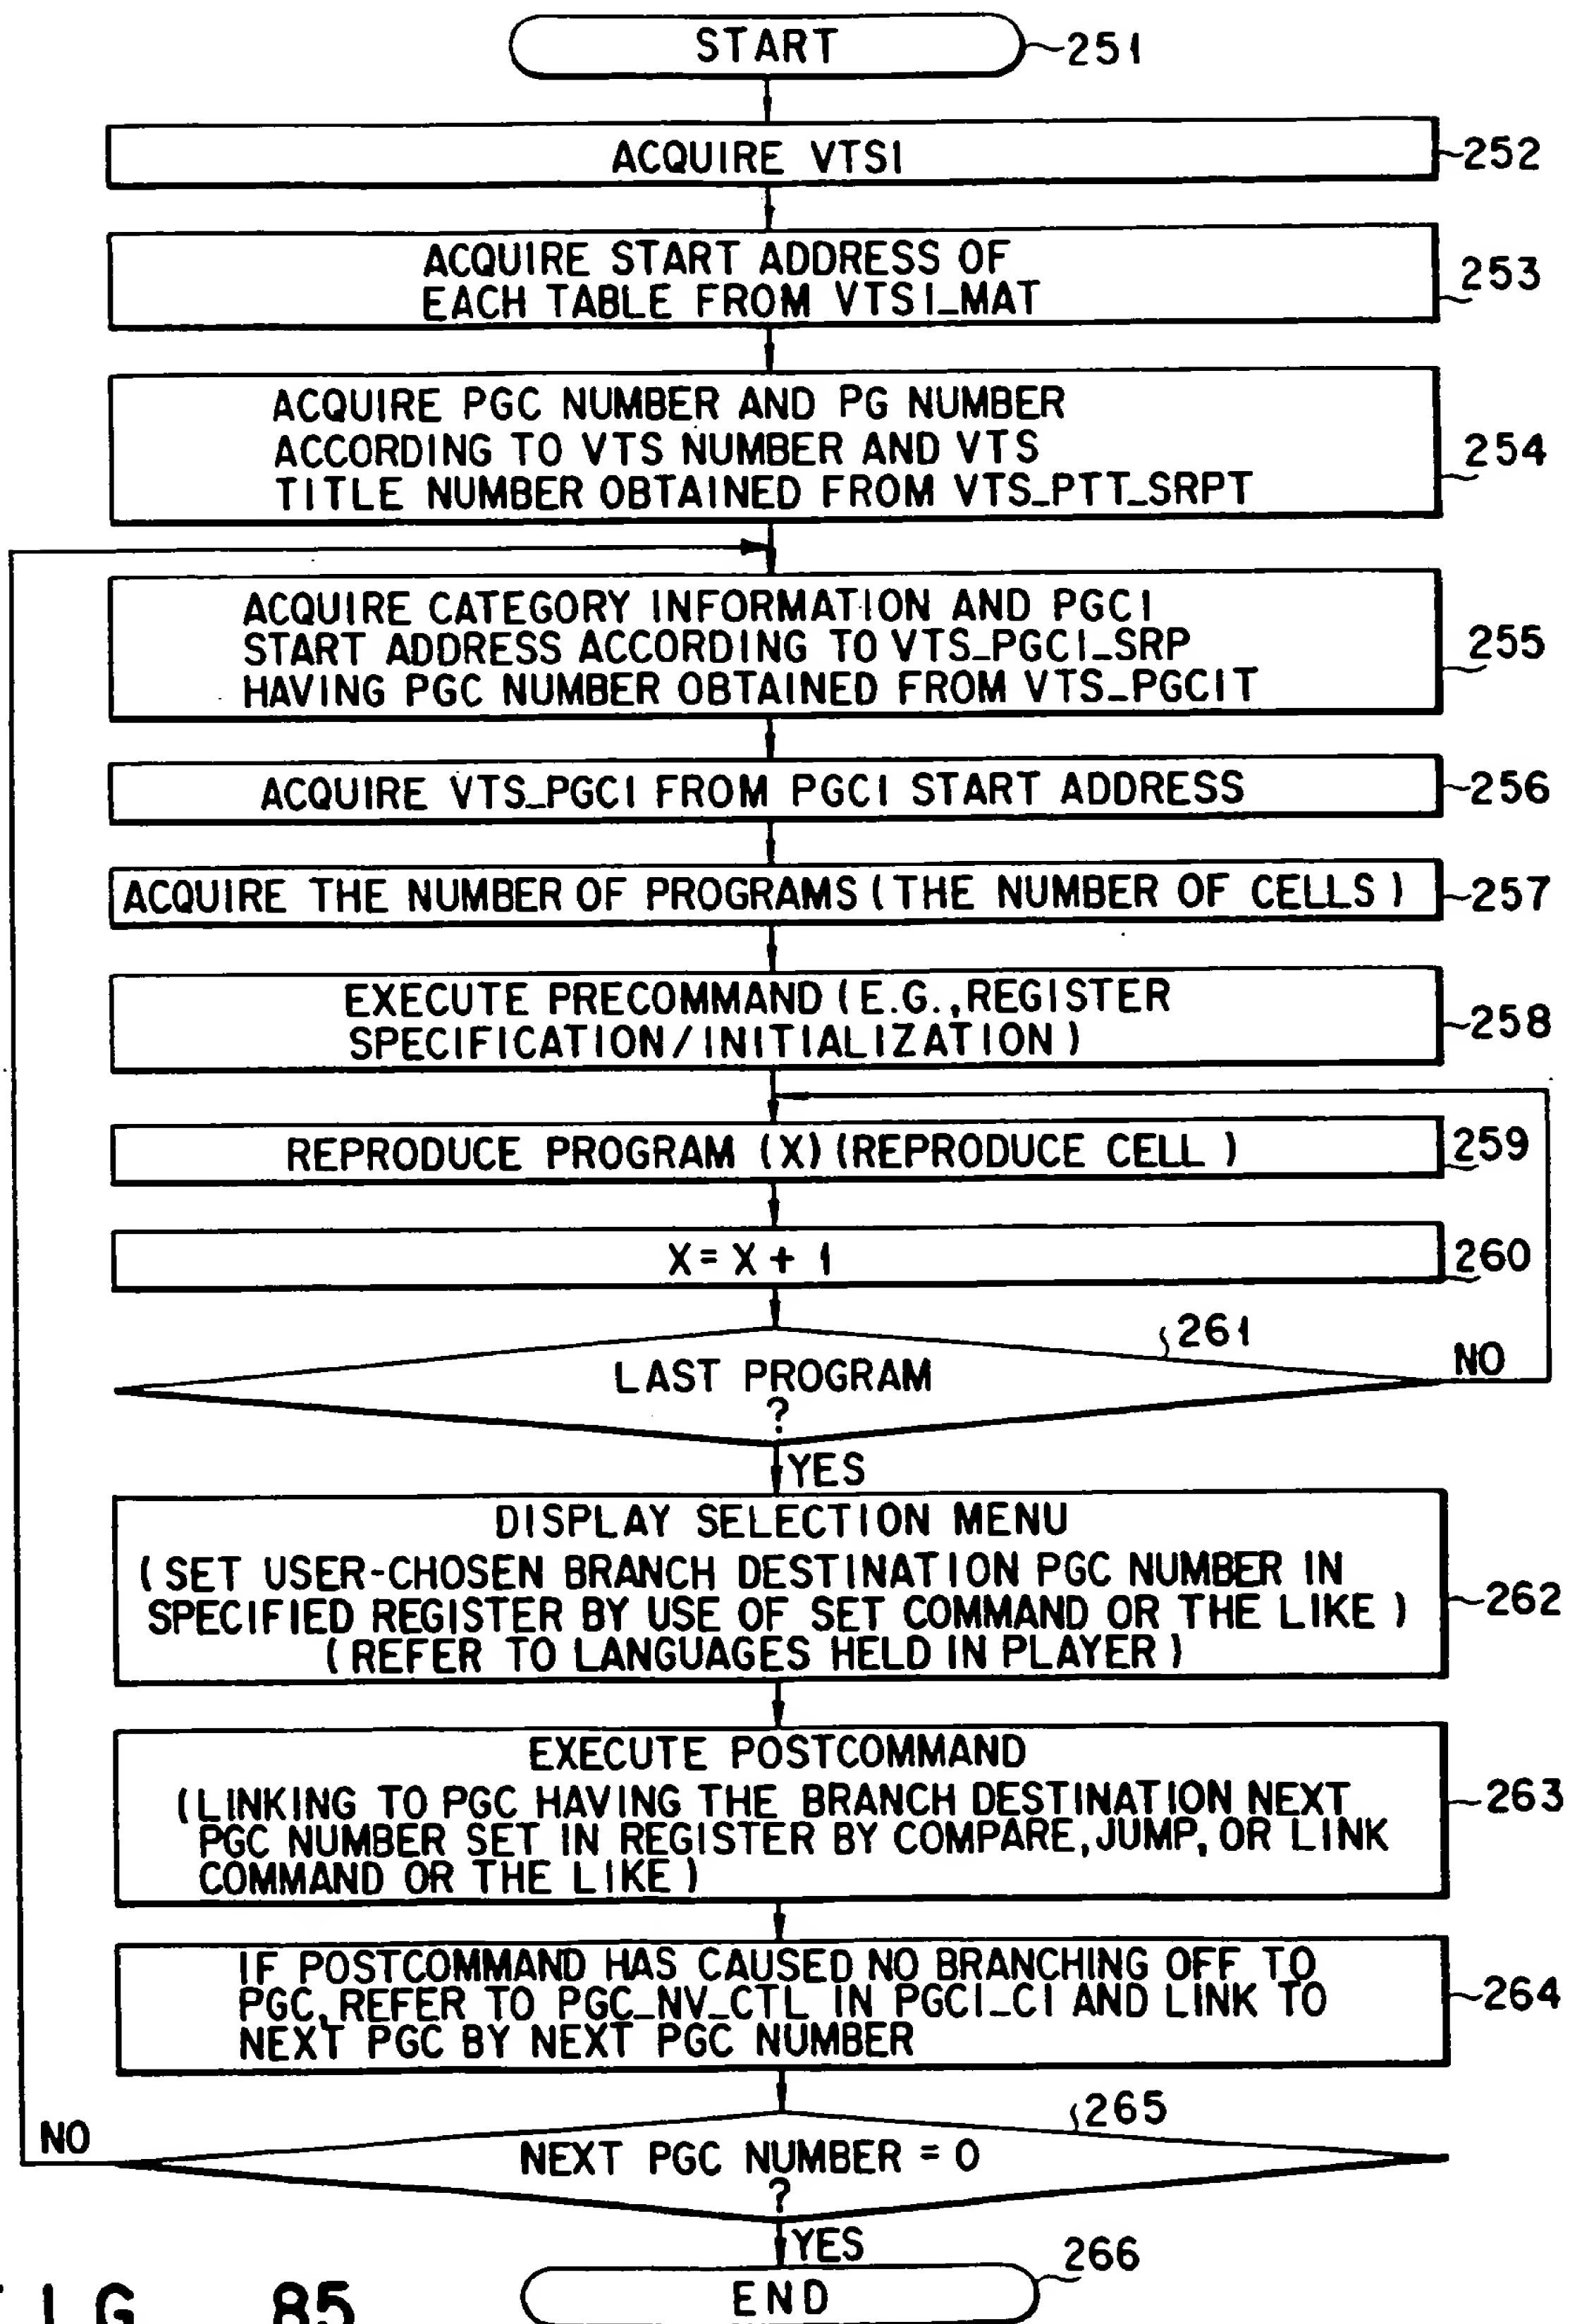 START
251
ACQUIRE VTSI
252
ACQUIRE START ADDRESS OF
EACH TABLE FROM VTSI_MAT
253
ACQUIRE PGC NUMBER AND PG NUMBER
ACCORDING TO VTS NUMBER AND VTS
TITLE NUMBER OBTAINED FROM VTS_PTT_SRPT
254
ACQUIRE CATEGORY INFORMATION AND PGCI
START ADDRESS ACCORDING TO VTS_PGCI_SRP
HAVING PGC NUMBER OBTAINED FROM VTS_PGCIT
255
ACQUIRE VTS_PGCI FROM PGCI START ADDRESS
256
ACQUIRE THE NUMBER OF PROGRAMS (THE NUMBER OF CELLS)
257
EXECUTE PRECOMMAND (E.G.,REGISTER
SPECIFICATION/INITIALIZATION)
258
REPRODUCE PROGRAM (X) (REPRODUCE CELL )
259
X = X + 1
260
261
LAST PROGRAM
?
NO
YES
DISPLAY SELECTION MENU
(SET USER-CHOSEN BRANCH DESTINATION PGC NUMBER IN
SPECIFIED REGISTER BY USE OF SET COMMAND OR THE LIKE )
(REFER TO LANGUAGES HELD IN PLAYER )
262
EXECUTE POSTCOMMAND
(LINKING TO PGC HAVING THE BRANCH DESTINATION NEXT
PGC NUMBER SET IN REGISTER BY COMPARE, JUMP, OR LINK
COMMAND OR THE LIKE )
263
IF POSTCOMMAND HAS CAUSED NO BRANCHING OFF TO
PGC, REFER TO PGC_NV_CTL IN PGCI_CI AND LINK TO
NEXT PGC BY NEXT PGC NUMBER
264
265
NEXT PGC NUMBER = 0
?
NO
YES
END
266
FIG. 85